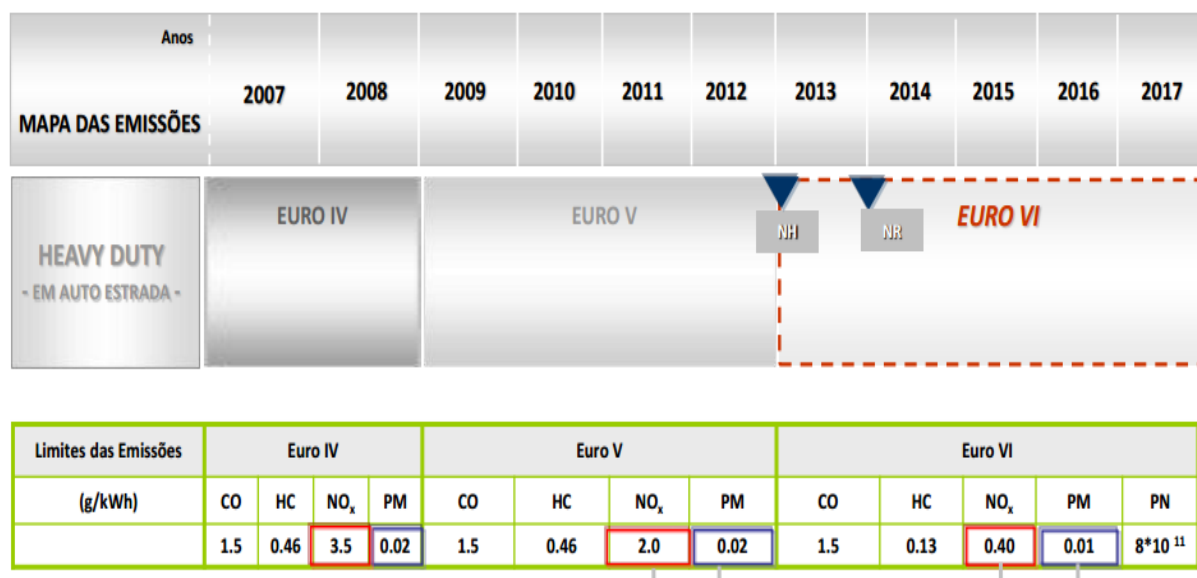 Anos
MAPA DAS EMISSÕES 2007 2008 2009 2010 2011 2012 2013 2014 2015 2016 2017
HEAVY DUTY
- EM AUTO ESTRADA -
EURO IV EURO V EURO VI
NH NR
Limites das Emissões Euro IV Euro V Euro VI
(g/kWh) CO HC NOx PM CO HC NOx PM CO HC NOx PM PN
1.5 0.46 3.5 0.02 1.5 0.46 2.0 0.02 1.5 0.13 0.40 0.01 8*10 11